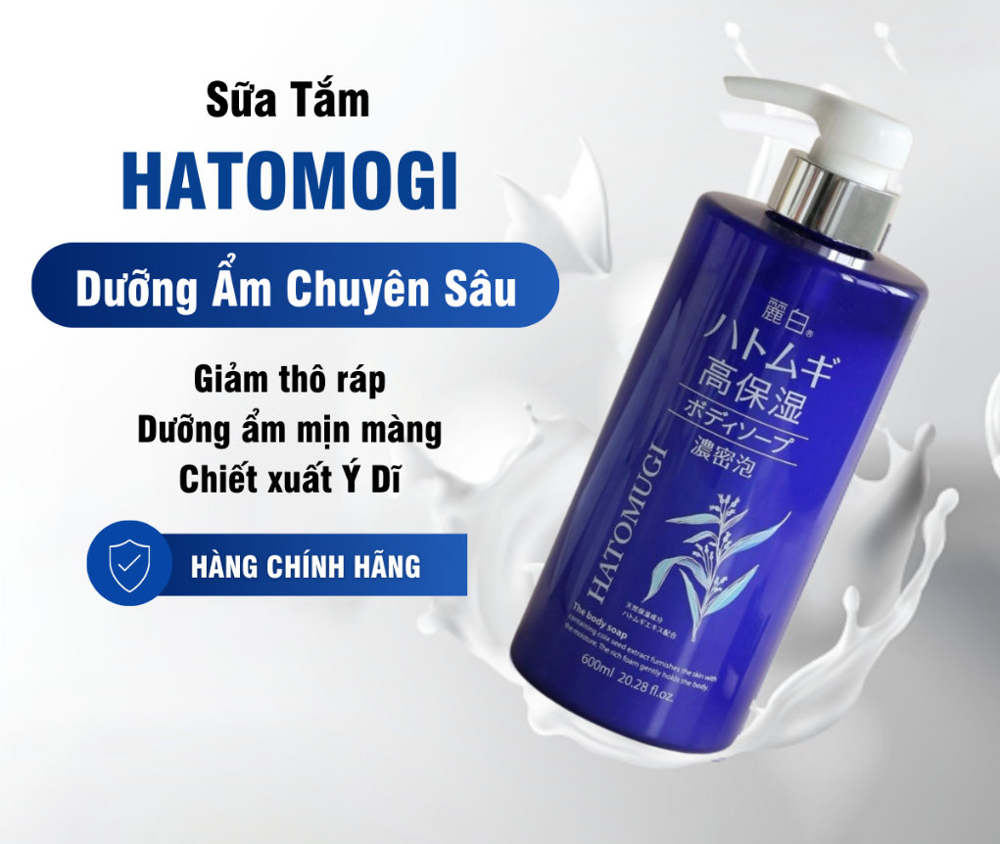 Sữa Tắm
HATOMOGI
Dưỡng Ẩm Chuyên Sâu
Giảm thô ráp
Dưỡng ẩm mịn màng
Chiết xuất Ý Dĩ
HÀNG CHÍNH HÃNG
麗白®
ハトムギ
高保湿
ボディソープ
濃密泡
HATOMUGI
天然保湿成分
ハトムギエキス配合
The body soap
containing coix seed extract furnishes the skin with
the moisture. The rich foam gently holds the body.
600ml 20.28 fl.oz.